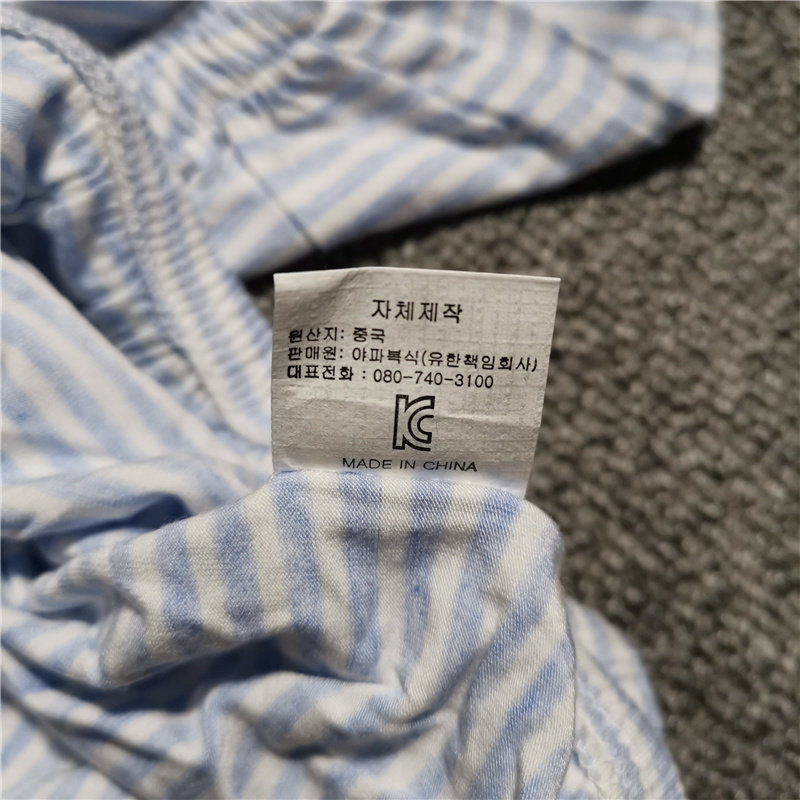 자체제작
원산지: 중국
판매원: 아파복식(유한책임회사)
대표전화 : 080-740-3100
KC
MADE IN CHINA